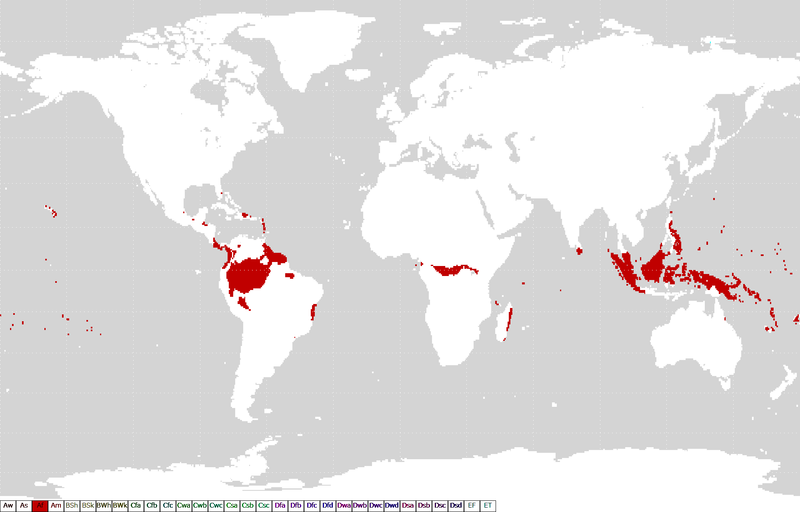 Aw As Af Am BSh BSk BWh BWk Cfa Cfb Cfc Cwa Cwb Cwc Csa Csb Csc Dfa Dfb Dfc Dfd Dwa Dwb Dwc Dwd Dsa Dsb Dsc Dsd EF ET